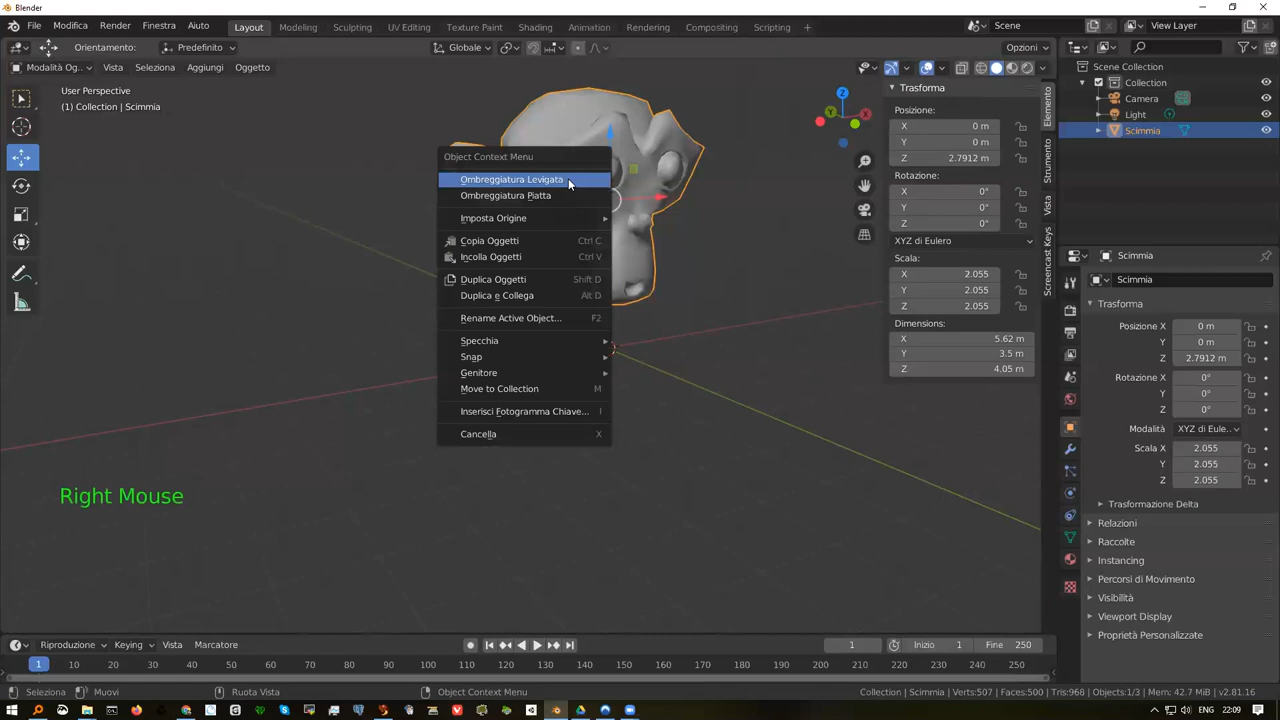 Blender
File
Modifica
Render
Finestra
Aiuto
Layout
Modeling
Sculpting
UV Editing
Texture Paint
Shading
Animation
Rendering
Compositing
Scripting
+
Scene
View Layer
Orientamento:
Predefinito
Globale
Opzioni
Modalità Og..
Vista
Seleziona
Aggiungi
Oggetto
User Perspective
(1) Collection | Scimmia
Z
Y
X
Object Context Menu
Ombreggiatura Levigata
Ombreggiatura Piatta
Imposta Origine
Copia Oggetti Ctrl C
Incolla Oggetti Ctrl V
Duplica Oggetti Shift D
Duplica e Collega Alt D
Rename Active Object... F2
Specchia
Snap
Genitore
Move to Collection M
Inserisci Fotogramma Chiave... I
Cancella X
Right Mouse
Trasforma
Posizione:
X 0 m
Y 0 m
Z 2.7912 m
Rotazione:
X 0°
Y 0°
Z 0°
XYZ di Eulero
Scala:
X 2.055
Y 2.055
Z 2.055
Dimensions:
X 5.62 m
Y 3.5 m
Z 4.05 m
Elemento
Strumento
Vista
Screencast Keys
Scene Collection
Collection
Camera
Light
Scimmia
Scimmia
Scimmia
Trasforma
Posizione X 0 m
Y 0 m
Z 2.7912 m
Rotazione X 0°
Y 0°
Z 0°
Modalità XYZ di Eule..
Scala X 2.055
Y 2.055
Z 2.055
Trasformazione Delta
Relazioni
Raccolte
Instancing
Percorsi di Movimento
Visibilità
Viewport Display
Proprietà Personalizzate
Riproduzione
Keying
Vista
Marcatore
1
Inizio 1
Fine 250
1 10 20 30 40 50 60 70 80 90 100 110 120 130 140 150 160 170 180 190 200 210 220 230 240 250
Seleziona
Muovi
Ruota Vista
Object Context Menu
Collection | Scimmia | Verts:507 | Faces:500 | Tris:968 | Objects:1/3 | Mem: 42.7 MiB | v2.81.16
ENG 22:09